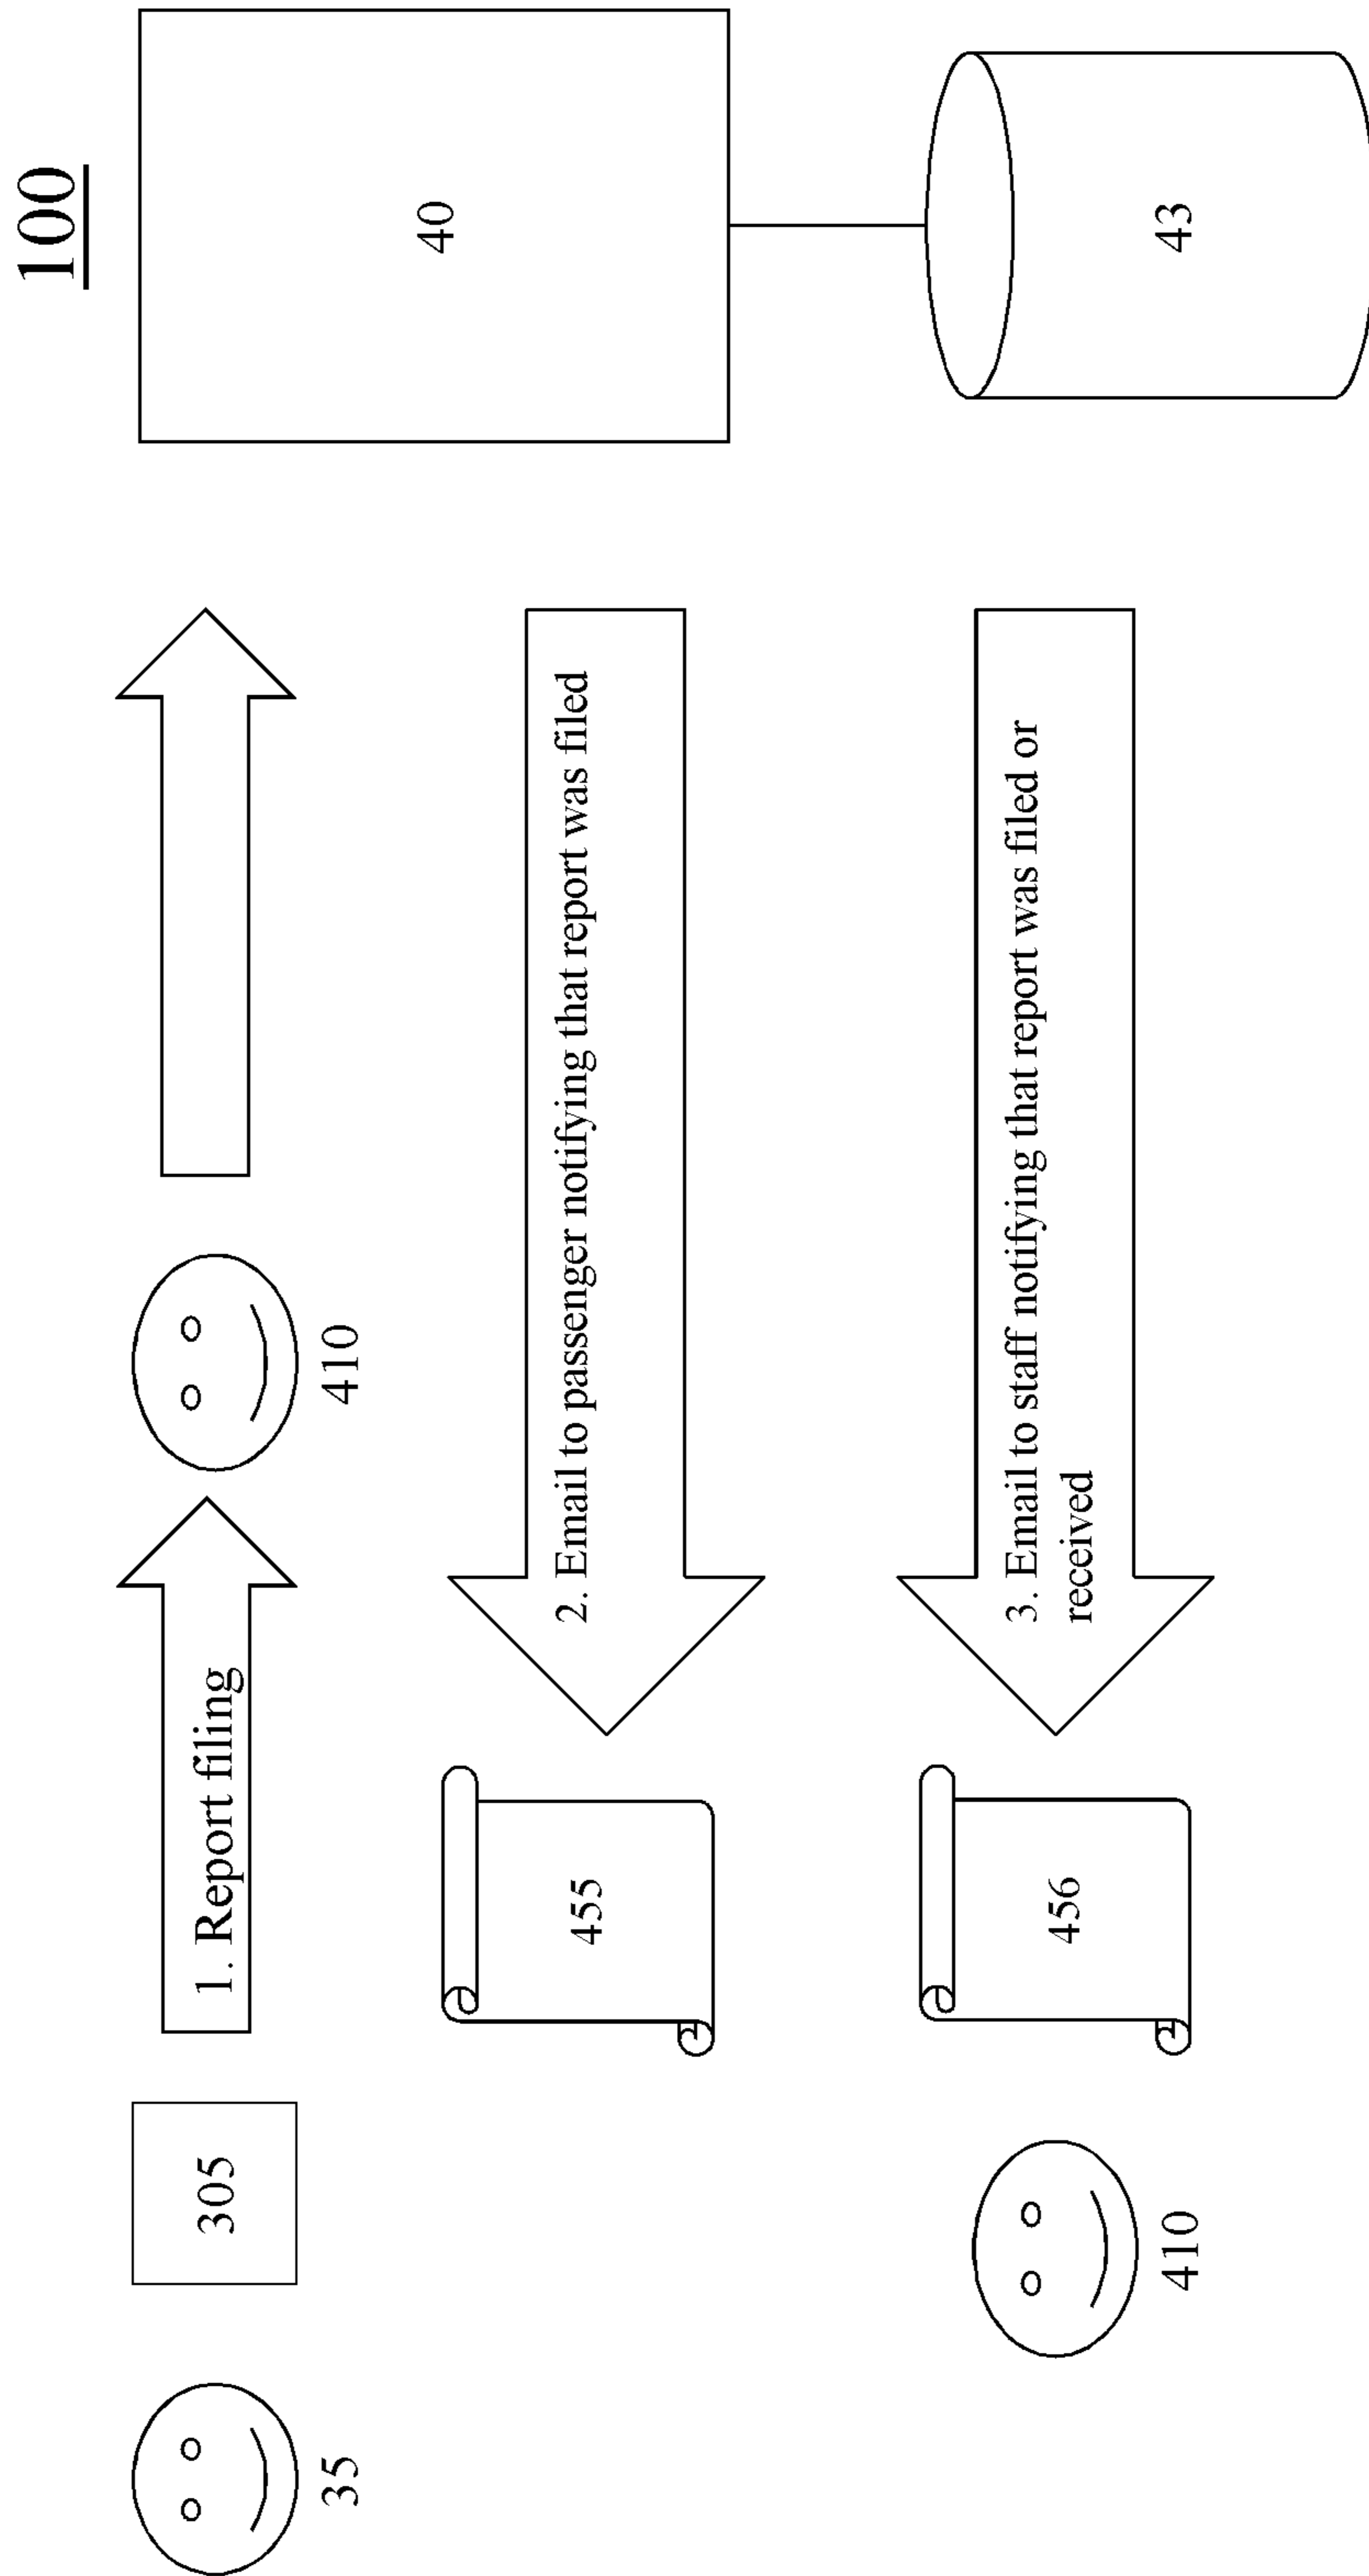 100
1. Report filing
305
35
410
40
2. Email to passenger notifying that report was filed
455
3. Email to staff notifying that report was filed or
received
456
410
43